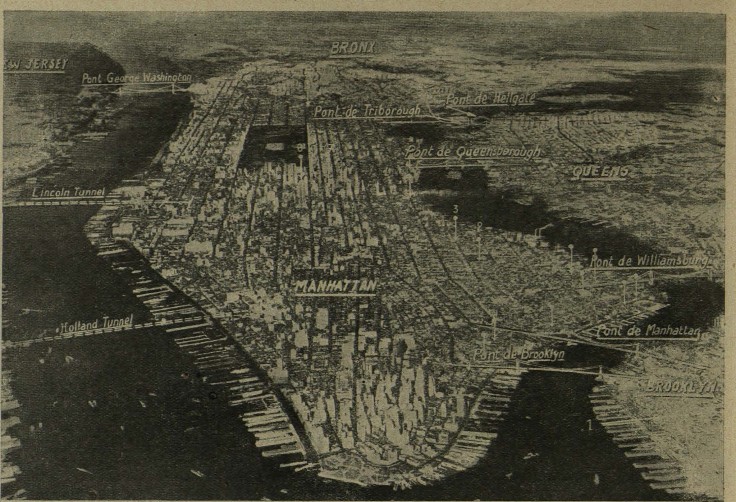 BRONX
EW JERSEY
Pont George Washington
Pont de Hellgate
Pont de Triborough
Pont de Queensborough
QUEENS
Lincoln Tunnel
3
Pont de Williamsburg
MANHATTAN
Holland Tunnel
Pont de Manhattan
Pont de Brooklyn
BROOKLYN
1